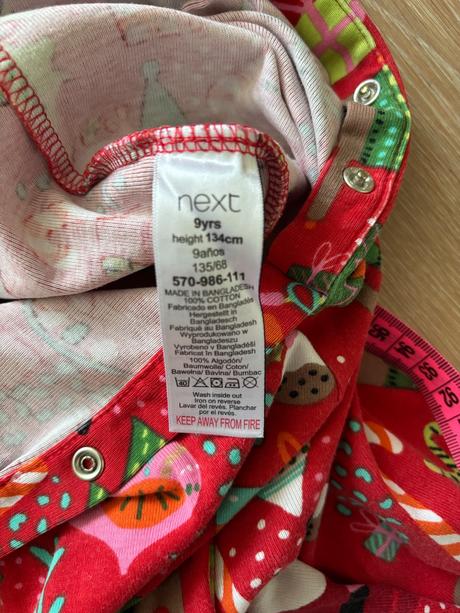 next
9yrs
height 134cm
9años
135/68
570-986-111
MADE IN BANGLADESH
100% COTTON
Fabricado en Bangladés
Hergestellt in
Bangladesch
Fabriqué au Bangladesh
Wyprodukowano w
Bangladeszu
Vyrobeno v Bangladéši
Fabricat în Bangladesh
100% Algodón/
Baumwolle/ Coton/
Bawełna/ Bavlna/ Bumbac
Wash inside out
Iron on reverse
Lavar del revés. Planchar
por el revés.
KEEP AWAY FROM FIRE